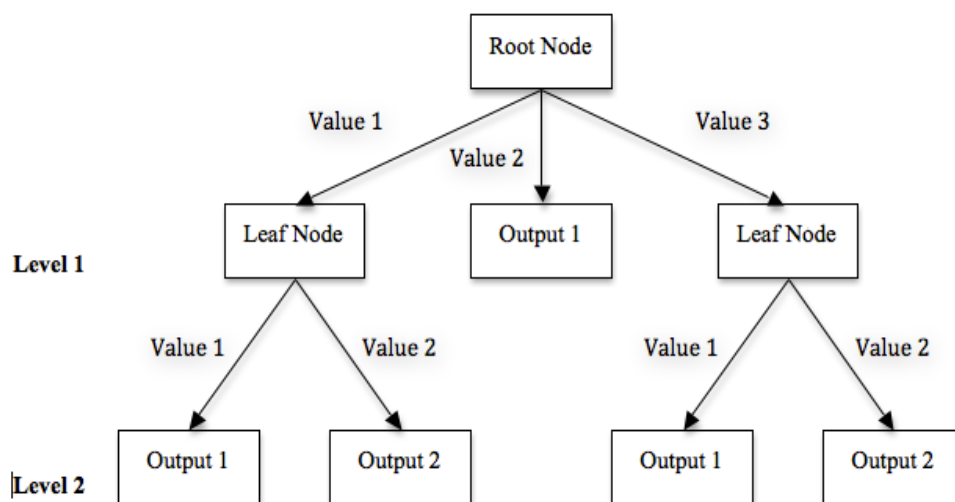 Root Node
Value 1
Value 2
Value 3
Leaf Node
Output 1
Leaf Node
Level 1
Value 1
Value 2
Value 1
Value 2
Output 1
Output 2
Output 1
Output 2
Level 2